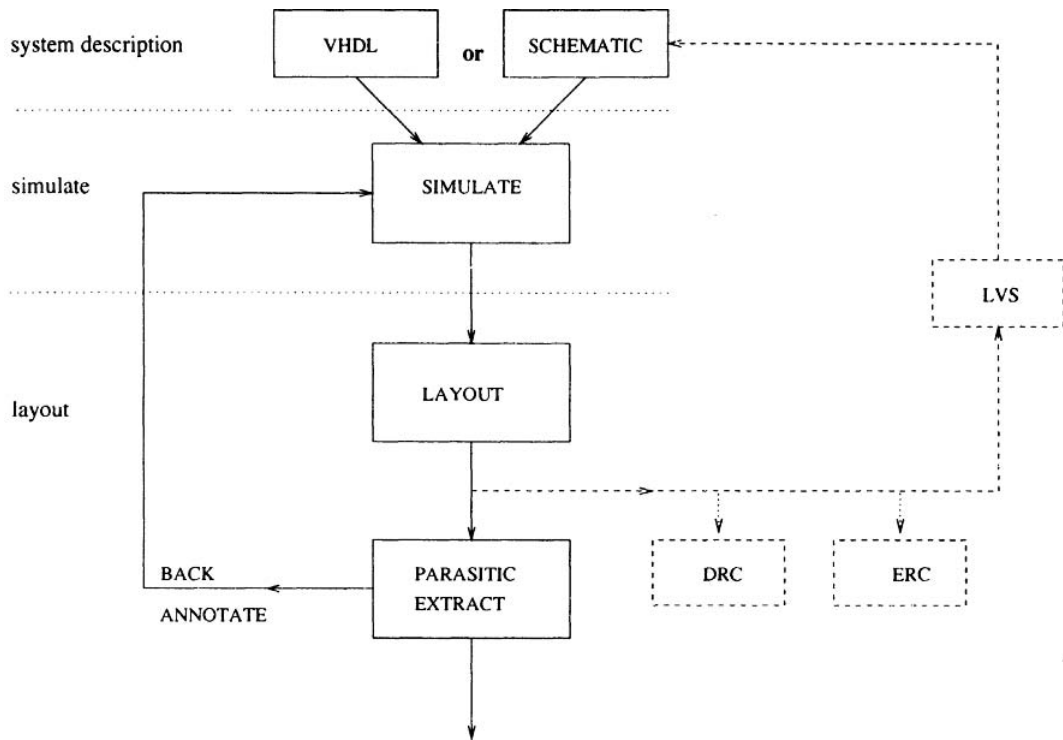 system description
VHDL
or
SCHEMATIC
simulate
SIMULATE
LVS
layout
LAYOUT
BACK
ANNOTATE
PARASITIC
EXTRACT
DRC
ERC